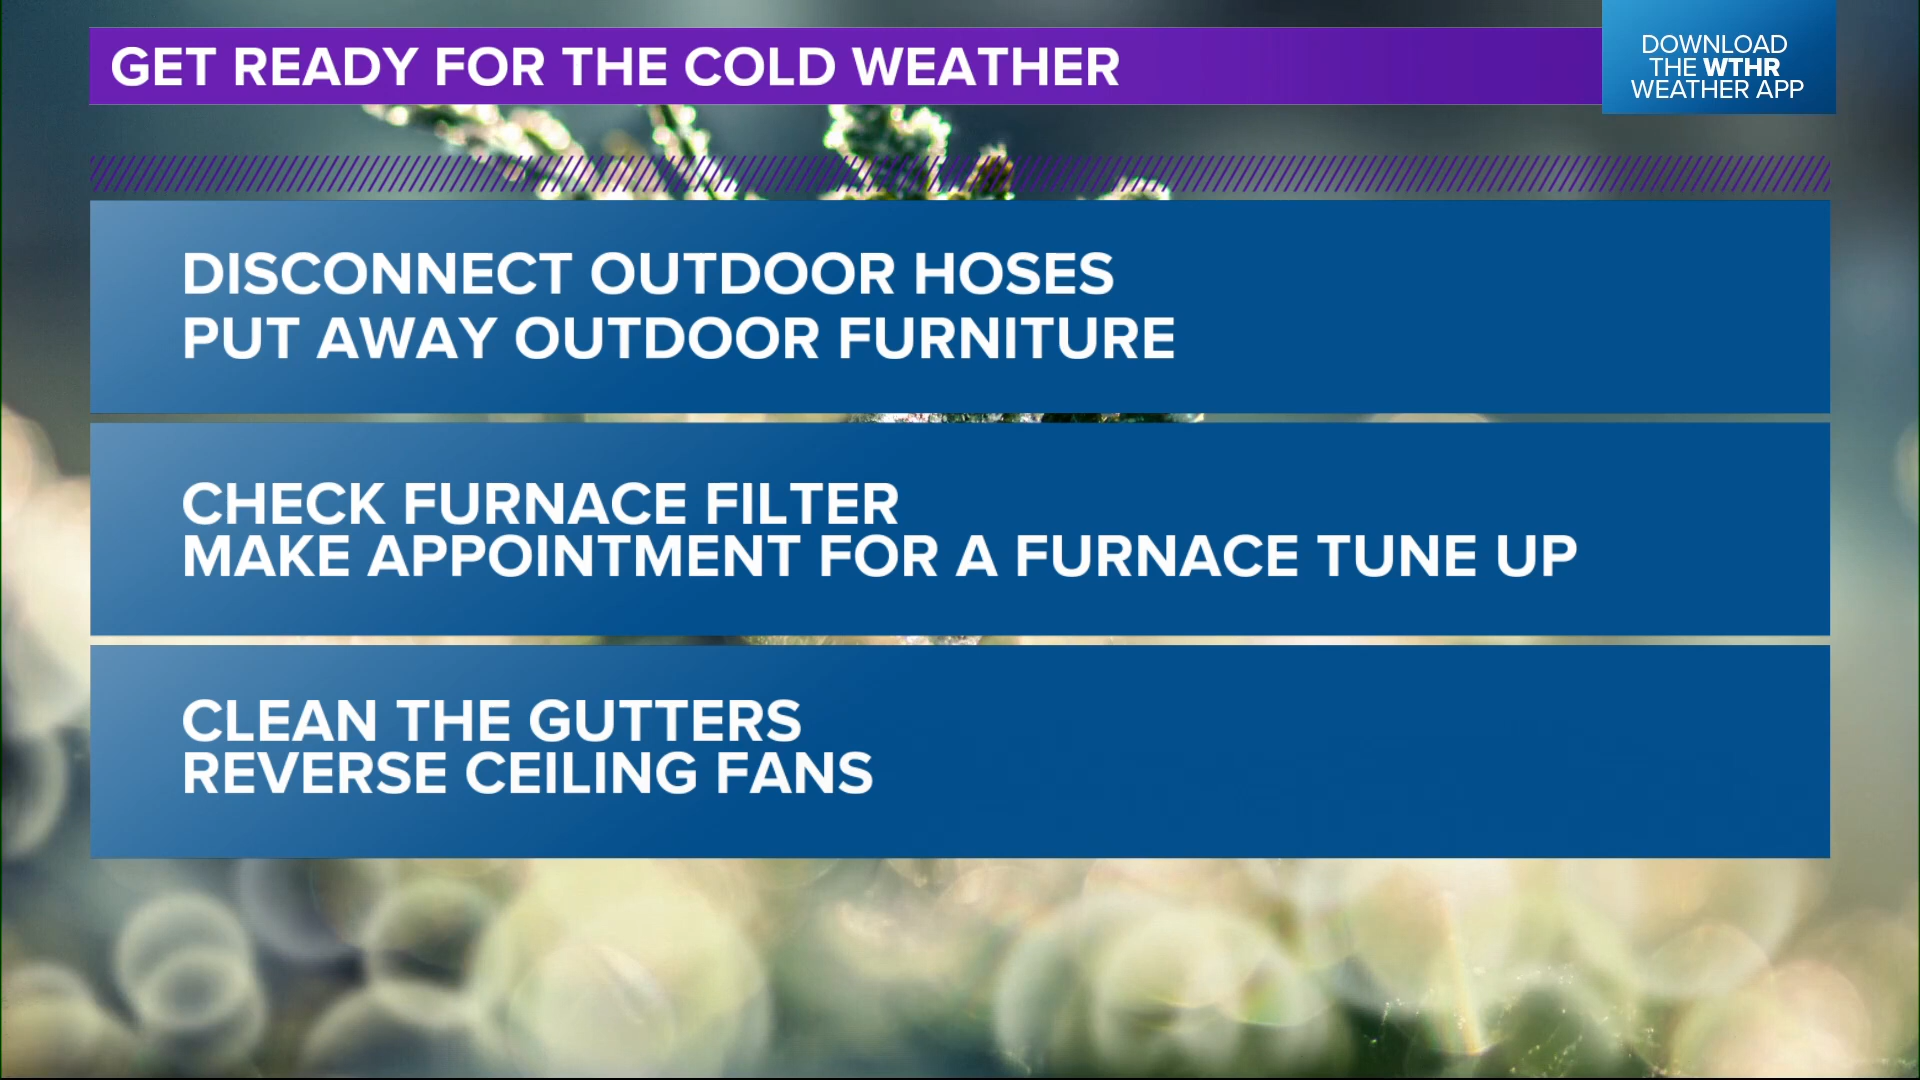 GET READY FOR THE COLD WEATHER
DOWNLOAD
THE WTHR
WEATHER APP
DISCONNECT OUTDOOR HOSES
PUT AWAY OUTDOOR FURNITURE
CHECK FURNACE FILTER
MAKE APPOINTMENT FOR A FURNACE TUNE UP
CLEAN THE GUTTERS
REVERSE CEILING FANS